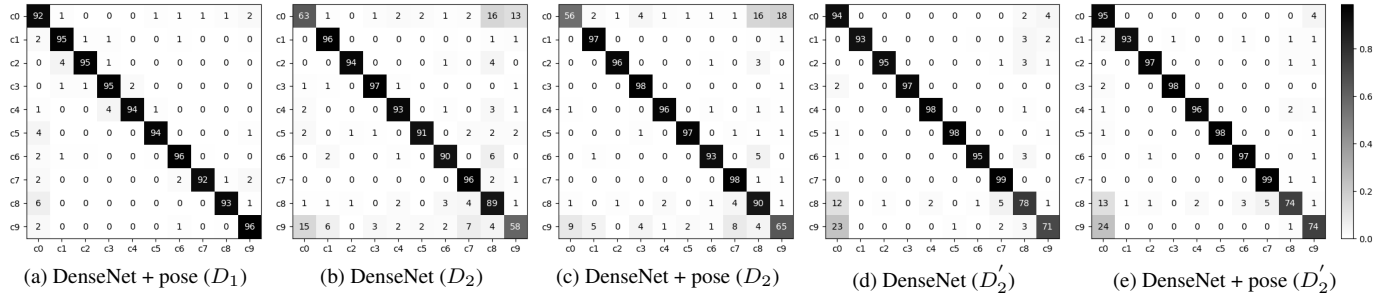 c0 92 1 0 0 0 1 1 1 1 2
c1 2 95 1 1 0 1 0 0 0 0
c2 0 4 95 1 0 0 0 0 0 0
c3 0 1 1 95 2 0 0 0 0 0
c4 1 0 0 4 94 1 0 0 0 0
c5 4 0 0 0 0 94 0 0 0 1
c6 2 1 0 0 0 1 96 0 0 0
c7 2 0 0 0 0 0 2 92 1 2
c8 6 0 0 0 0 0 0 0 93 1
c9 2 0 0 0 0 0 1 0 0 96
c0 c1 c2 c3 c4 c5 c6 c7 c8 c9
(a) DenseNet + pose (D₁)
c0 63 1 0 1 2 2 1 2 16 13
c1 0 96 0 0 0 0 0 0 1 1
c2 0 0 94 0 0 0 1 0 4 0
c3 0 0 0 97 1 0 0 0 1 0
c4 2 0 0 0 93 1 0 0 3 1
c5 2 0 1 1 0 91 0 2 2 2
c6 0 2 0 0 1 0 90 0 6 0
c7 0 0 0 0 0 0 0 96 2 1
c8 1 1 0 0 2 0 3 4 89 1
c9 15 6 0 3 2 2 2 7 4 58
c0 c1 c2 c3 c4 c5 c6 c7 c8 c9
(b) DenseNet (D₂)
c0 56 2 1 4 1 1 1 0 16 18
c1 0 97 0 0 0 0 0 0 1 1
c2 0 0 96 0 0 0 1 0 3 0
c3 0 0 0 98 0 0 0 0 0 1
c4 1 0 0 0 96 0 0 0 1 1
c5 0 0 0 1 0 97 0 1 1 1
c6 0 1 0 0 0 0 93 0 5 0
c7 0 0 0 0 0 0 0 98 1 1
c8 0 1 0 0 2 0 1 4 90 1
c9 9 5 0 4 1 2 1 8 4 65
c0 c1 c2 c3 c4 c5 c6 c7 c8 c9
(c) DenseNet + pose (D₂)
c0 94 0 0 0 0 0 0 0 2 4
c1 0 93 0 0 0 0 0 0 3 2
c2 0 0 95 0 0 0 0 1 3 1
c3 2 0 0 97 0 0 0 0 0 0
c4 1 0 0 0 98 0 0 0 0 0
c5 1 0 0 0 0 98 0 0 0 1
c6 1 0 0 0 0 0 95 0 3 0
c7 0 0 0 0 0 0 0 99 0 0
c8 12 0 1 0 2 0 1 5 78 1
c9 23 0 0 0 0 1 0 2 3 71
c0 c1 c2 c3 c4 c5 c6 c7 c8 c9
(d) DenseNet (D₂′)
c0 95 0 0 0 0 0 0 0 0 4
c1 2 93 0 1 0 0 1 0 1 1
c2 0 0 97 0 0 0 0 0 1 1
c3 1 0 0 98 0 0 0 0 0 0
c4 1 0 0 0 96 0 0 0 2 1
c5 1 0 0 0 0 98 0 0 0 1
c6 0 0 1 0 0 0 97 0 1 0
c7 0 0 0 0 0 0 0 99 1 0
c8 13 0 1 0 2 0 3 5 74 1
c9 24 0 0 0 0 0 0 0 1 74
c0 c1 c2 c3 c4 c5 c6 c7 c8 c9
(e) DenseNet + pose (D₂′)
0.8
0.6
0.4
0.2
0.0